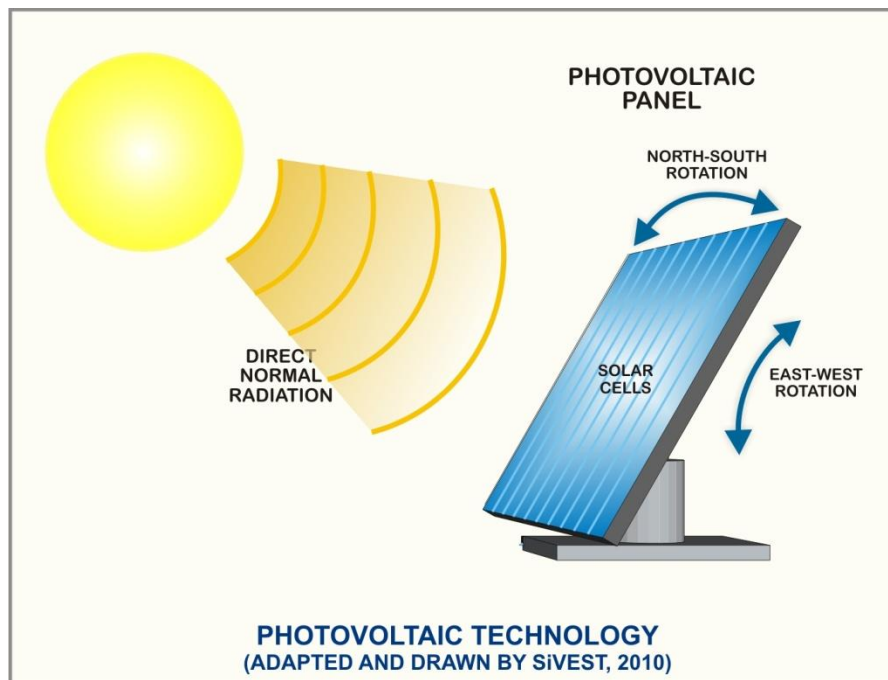 PHOTOVOLTAIC
PANEL
NORTH-SOUTH
ROTATION
DIRECT
NORMAL
RADIATION
SOLAR
CELLS
EAST-WEST
ROTATION
PHOTOVOLTAIC TECHNOLOGY
(ADAPTED AND DRAWN BY SiVEST, 2010)